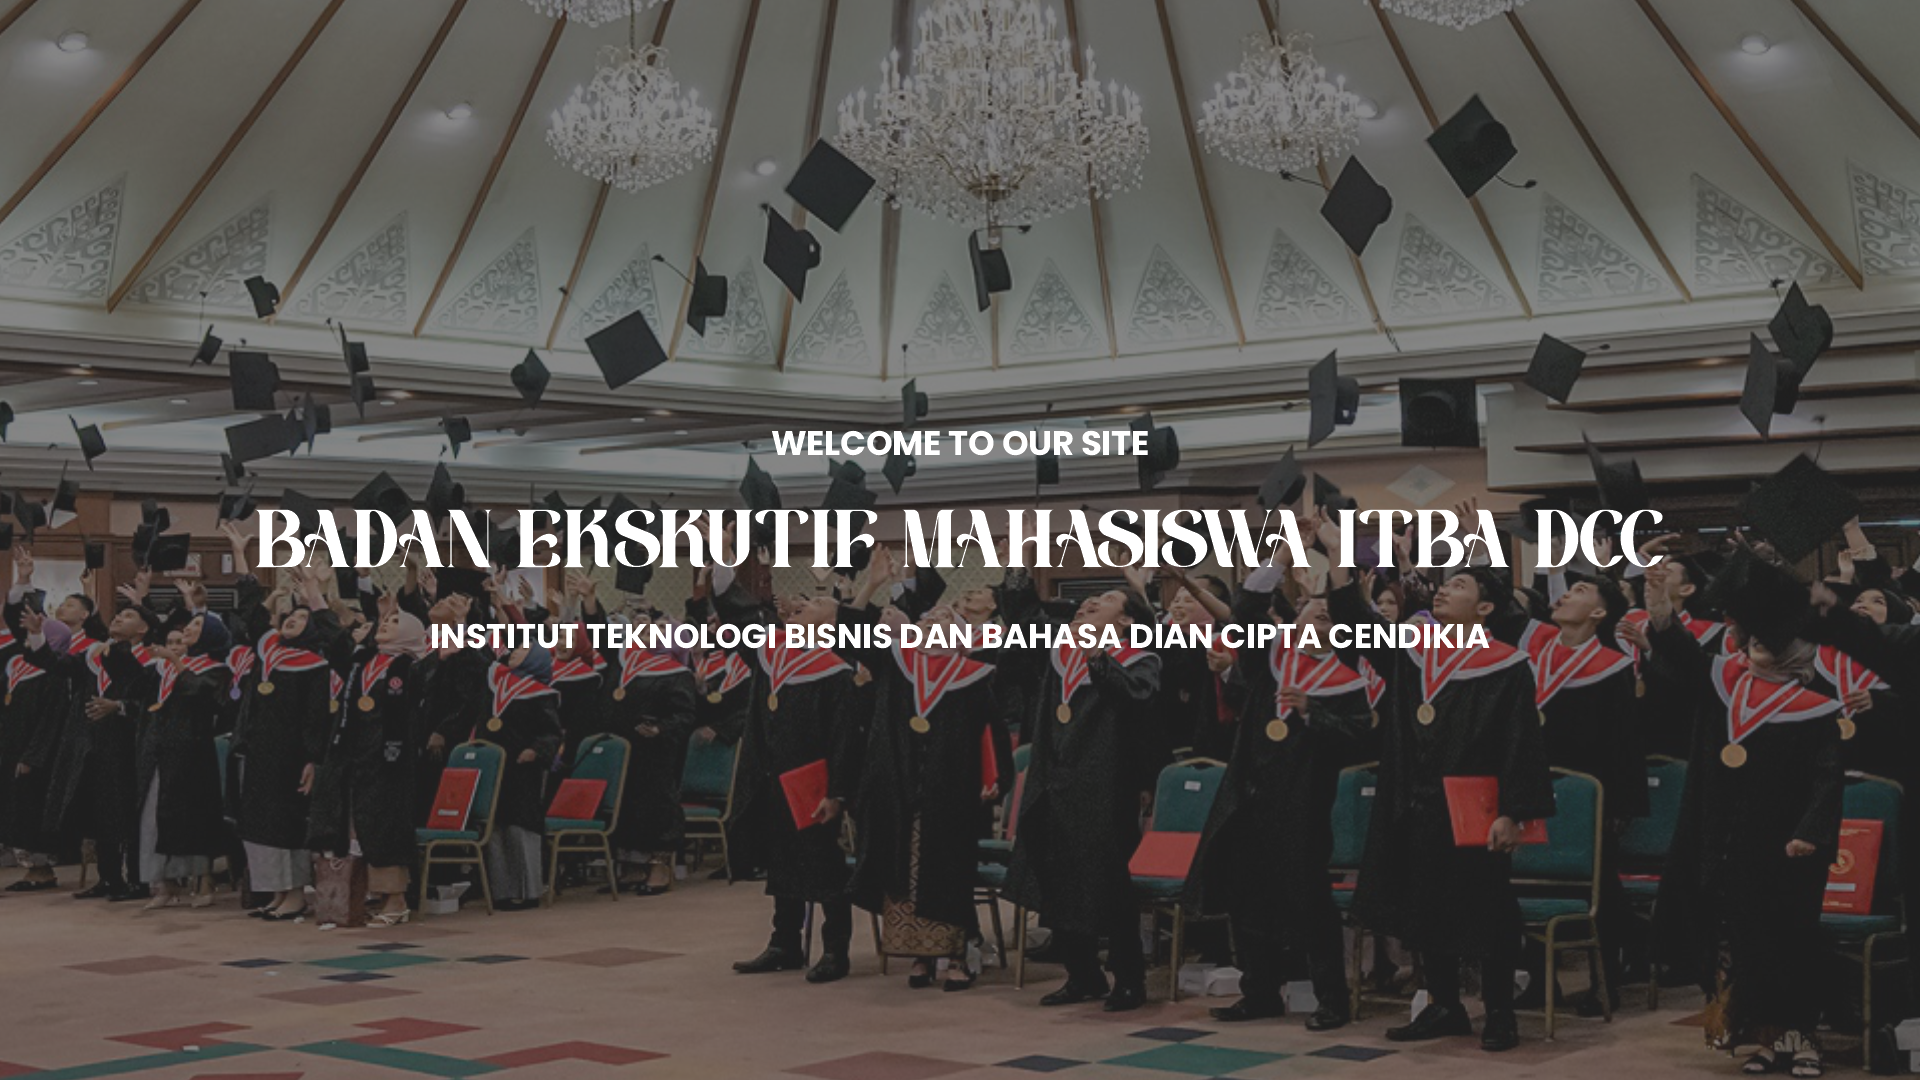 WELCOME TO OUR SITE
BADAN EKSKUTIF MAHASISWA ITBA DCC
INSTITUT TEKNOLOGI BISNIS DAN BAHASA DIAN CIPTA CENDIKIA